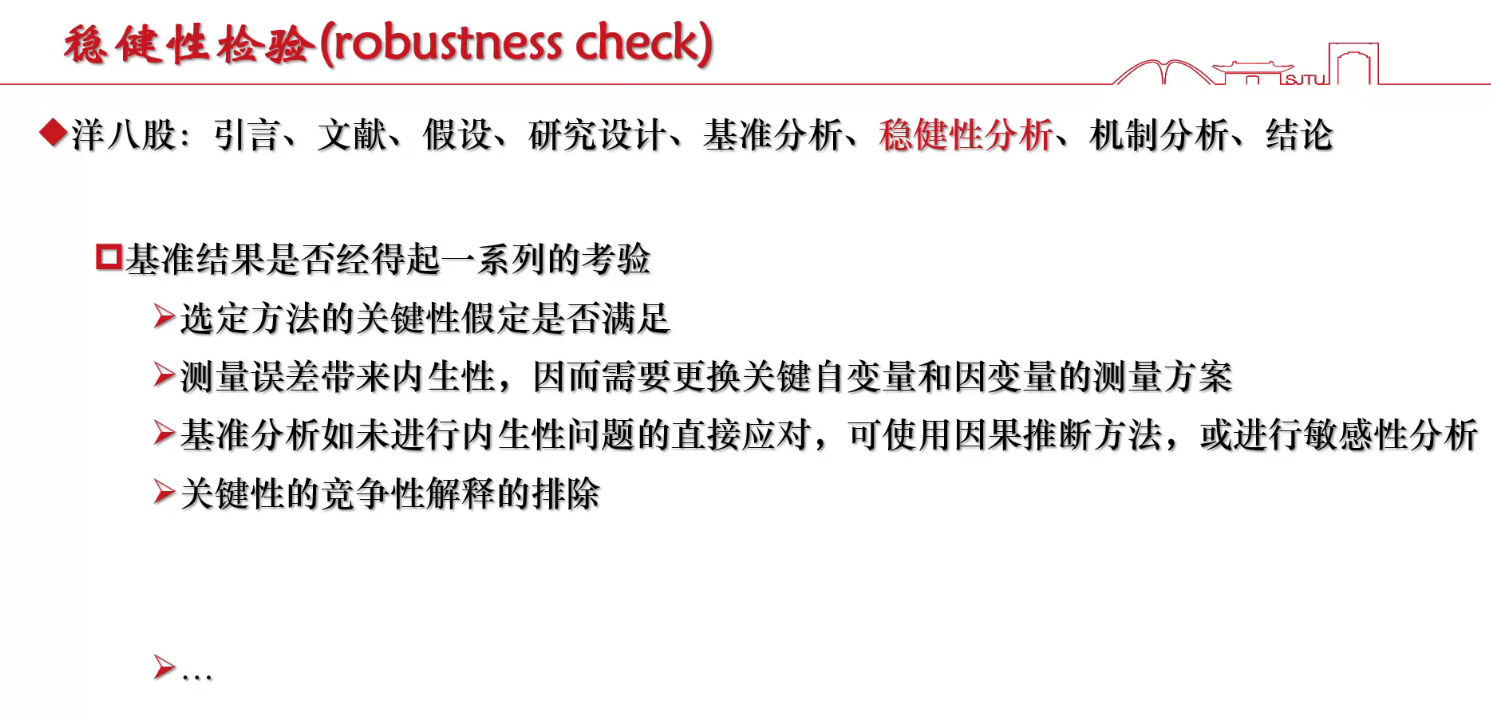 稳健性检验(robustness check)
SJTU
◆洋八股：引言、文献、假设、研究设计、基准分析、稳健性分析、机制分析、结论
基准结果是否经得起一系列的考验
➢选定方法的关键性假定是否满足
➢测量误差带来内生性，因而需要更换关键自变量和因变量的测量方案
➢基准分析如未进行内生性问题的直接应对，可使用因果推断方法，或进行敏感性分析
➢关键性的竞争性解释的排除
➢…